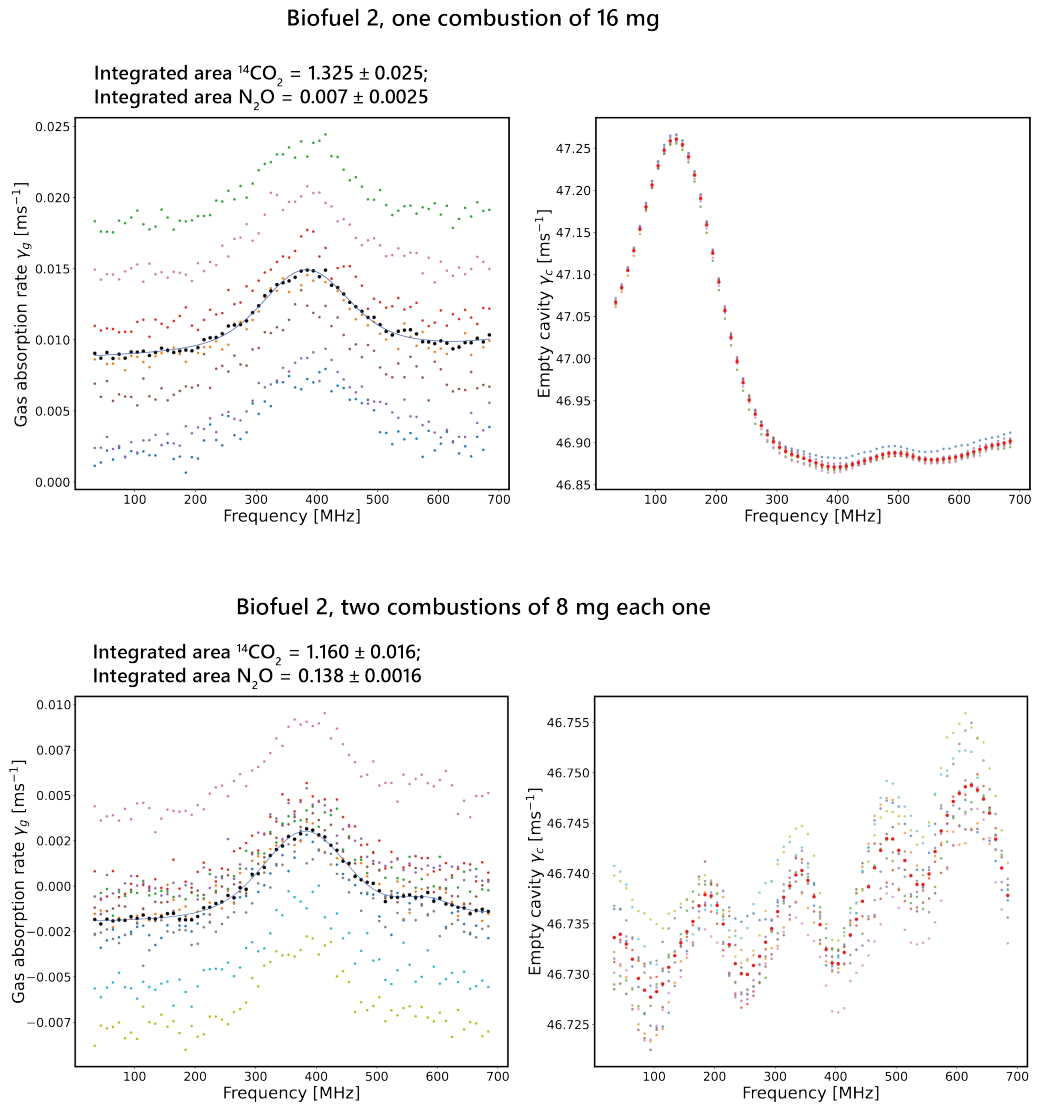 Biofuel 2, one combustion of 16 mg
Integrated area ¹⁴CO₂ = 1.325 ± 0.025;
Integrated area N₂O = 0.007 ± 0.0025
Gas absorption rate γg [ms⁻¹]
0.025
0.020
0.015
0.010
0.005
0.000
100 200 300 400 500 600 700
Frequency [MHz]
Empty cavity γc [ms⁻¹]
47.25
47.20
47.15
47.10
47.05
47.00
46.95
46.90
46.85
100 200 300 400 500 600 700
Frequency [MHz]
Biofuel 2, two combustions of 8 mg each one
Integrated area ¹⁴CO₂ = 1.160 ± 0.016;
Integrated area N₂O = 0.138 ± 0.0016
Gas absorption rate γg [ms⁻¹]
0.010
0.007
0.005
0.002
0.000
−0.002
−0.005
−0.007
100 200 300 400 500 600 700
Frequency [MHz]
Empty cavity γc [ms⁻¹]
46.755
46.750
46.745
46.740
46.735
46.730
46.725
100 200 300 400 500 600 700
Frequency [MHz]